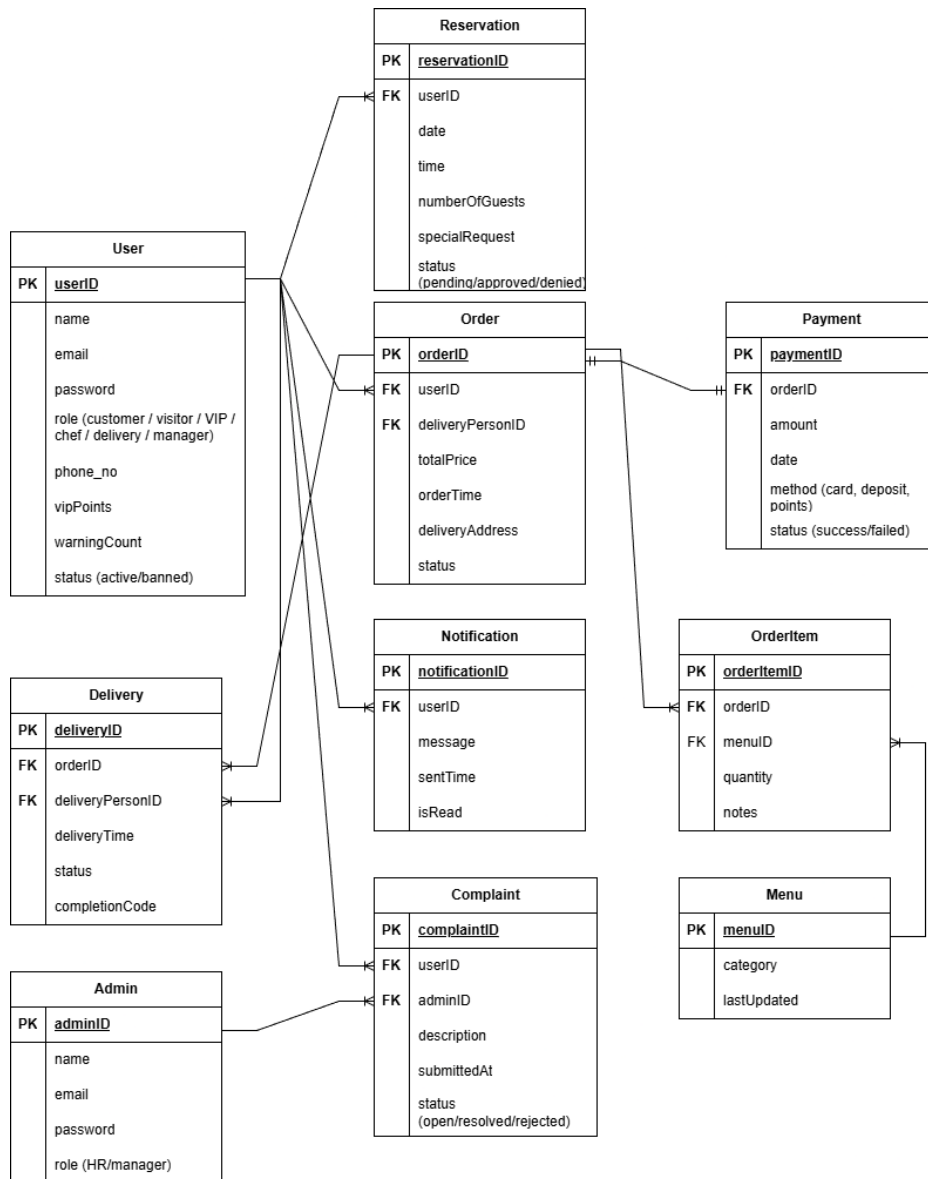 Reservation
PK reservationID
FK userID
date
time
numberOfGuests
specialRequest
status
(pending/approved/denied)
User
PK userID
name
email
password
role (customer / visitor / VIP /
chef / delivery / manager)
phone_no
vipPoints
warningCount
status (active/banned)
Order
PK orderID
FK userID
FK deliveryPersonID
totalPrice
orderTime
deliveryAddress
status
Payment
PK paymentID
FK orderID
amount
date
method (card, deposit,
points)
status (success/failed)
Notification
PK notificationID
FK userID
message
sentTime
isRead
OrderItem
PK orderItemID
FK orderID
FK menuID
quantity
notes
Delivery
PK deliveryID
FK orderID
FK deliveryPersonID
deliveryTime
status
completionCode
Complaint
PK complaintID
FK userID
FK adminID
description
submittedAt
status
(open/resolved/rejected)
Menu
PK menuID
category
lastUpdated
Admin
PK adminID
name
email
password
role (HR/manager)